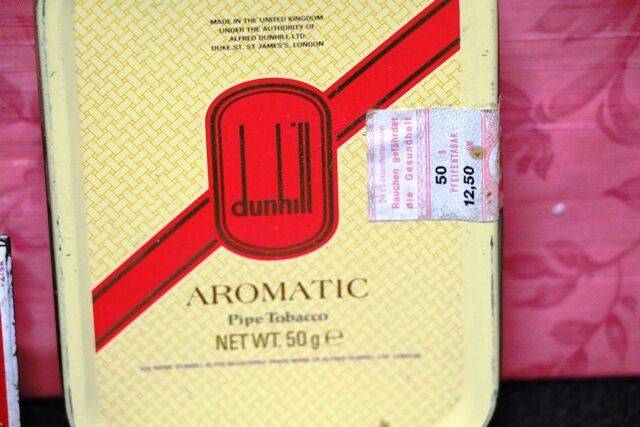 MADE IN THE UNITED KINGDOM
UNDER THE AUTHORITY OF
ALFRED DUNHILL LTD.
DUKE ST. ST JAMES'S, LONDON
dunhill
AROMATIC
Pipe Tobacco
NET WT. 50 g ℮
Rauchen gefährdet
die Gesundheit
50 G
PFEIFENTABAK
12,50 DM